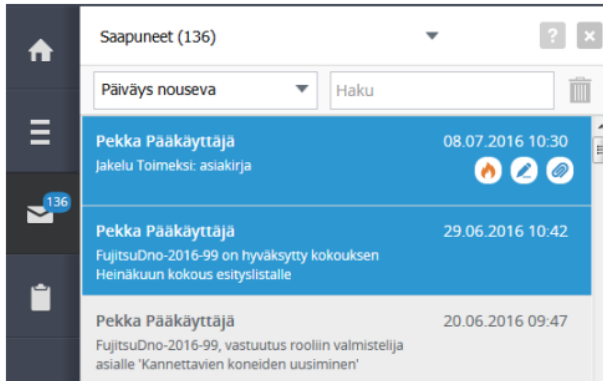 Saapuneet (136)
?
Päiväys nouseva
Haku
Pekka Pääkäyttäjä 08.07.2016 10:30
Jakelu Toimeksi: asiakirja
136
Pekka Pääkäyttäjä 29.06.2016 10:42
FujitsuDno-2016-99 on hyväksytty kokouksen
Heinäkuun kokous esityslistalle
Pekka Pääkäyttäjä 20.06.2016 09:47
FujitsuDno-2016-99, vastuutus rooliin valmistelija
asialle 'Kannettavien koneiden uusiminen'